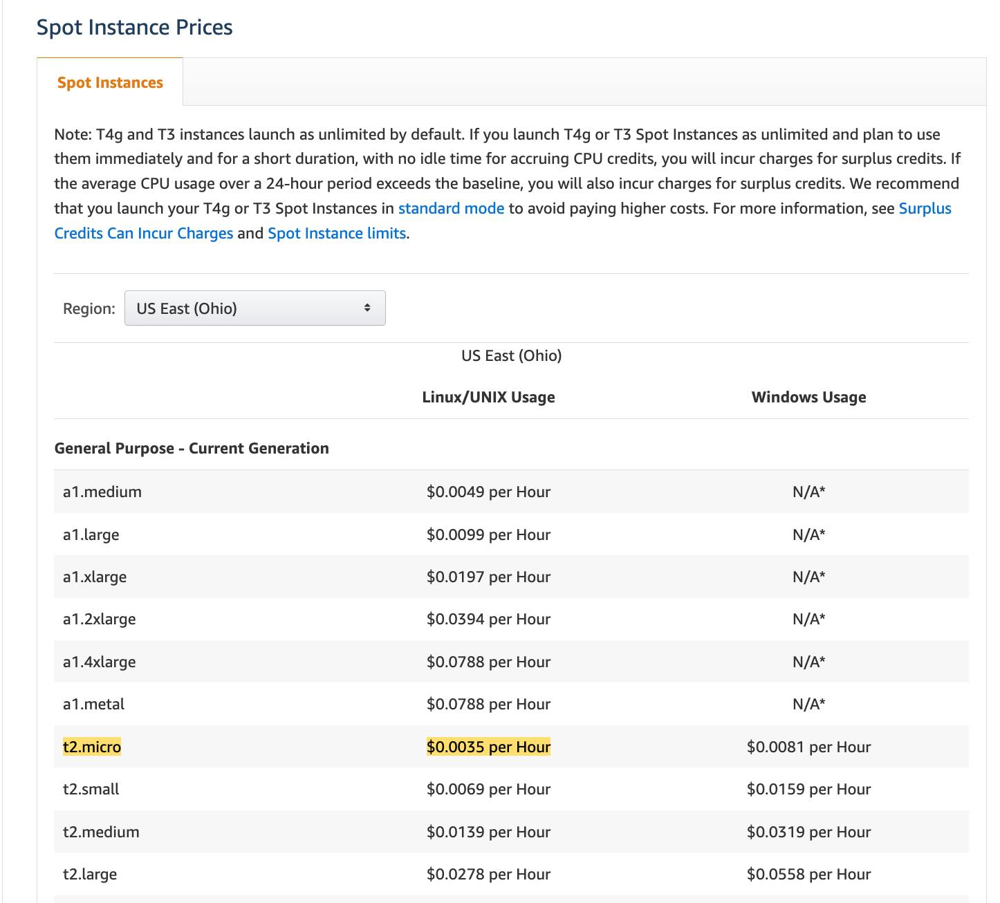 Spot Instance Prices
Spot Instances
Note: T4g and T3 instances launch as unlimited by default. If you launch T4g or T3 Spot Instances as unlimited and plan to use
them immediately and for a short duration, with no idle time for accruing CPU credits, you will incur charges for surplus credits. If
the average CPU usage over a 24-hour period exceeds the baseline, you will also incur charges for surplus credits. We recommend
that you launch your T4g or T3 Spot Instances in standard mode to avoid paying higher costs. For more information, see Surplus
Credits Can Incur Charges and Spot Instance limits.
Region: US East (Ohio)
US East (Ohio)
Linux/UNIX Usage Windows Usage
General Purpose - Current Generation
a1.medium $0.0049 per Hour N/A*
a1.large $0.0099 per Hour N/A*
a1.xlarge $0.0197 per Hour N/A*
a1.2xlarge $0.0394 per Hour N/A*
a1.4xlarge $0.0788 per Hour N/A*
a1.metal $0.0788 per Hour N/A*
t2.micro $0.0035 per Hour $0.0081 per Hour
t2.small $0.0069 per Hour $0.0159 per Hour
t2.medium $0.0139 per Hour $0.0319 per Hour
t2.large $0.0278 per Hour $0.0558 per Hour